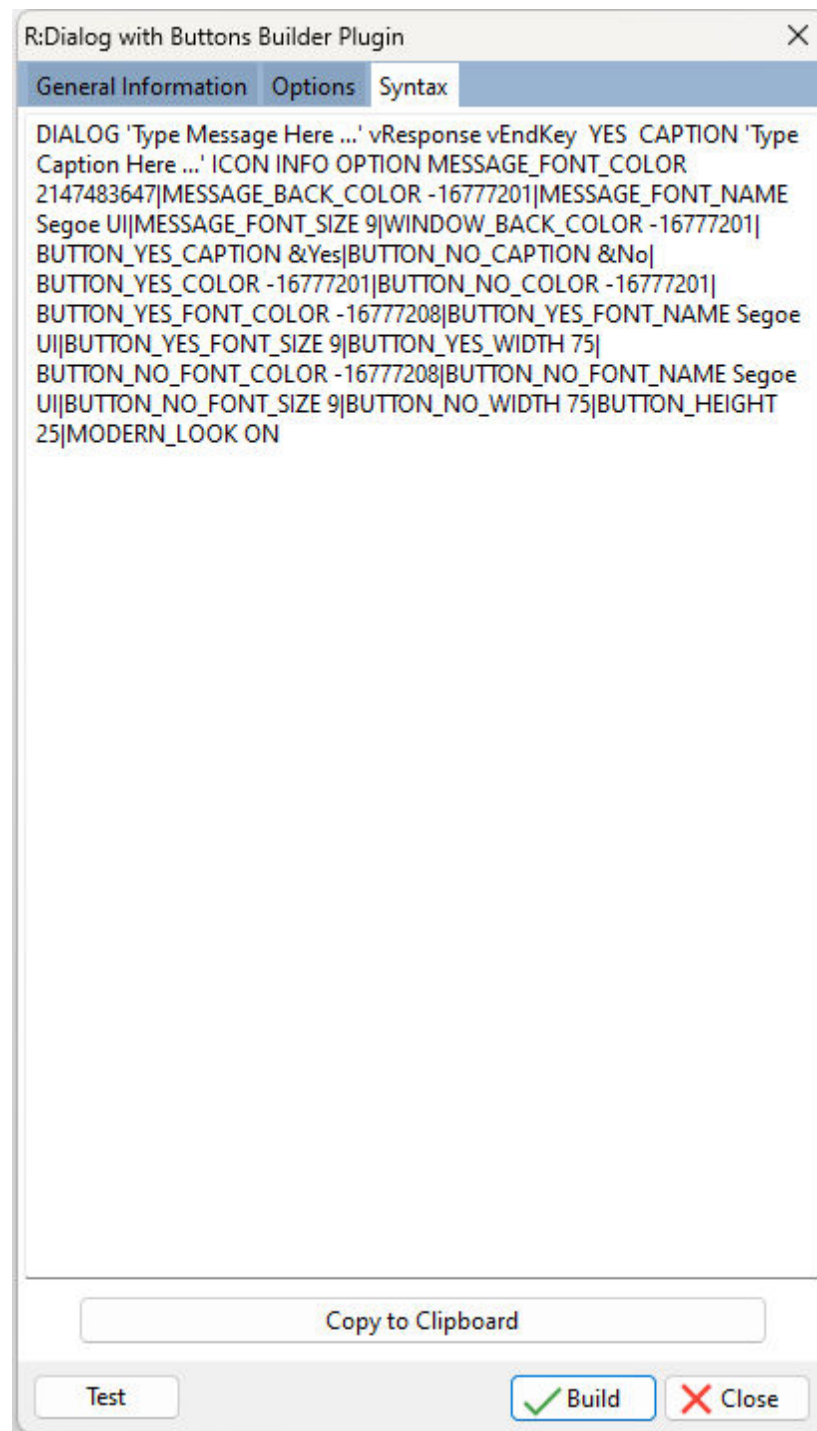 R:Dialog with Buttons Builder Plugin
General Information Options Syntax
DIALOG 'Type Message Here ...' vResponse vEndKey  YES  CAPTION 'Type
Caption Here ...' ICON INFO OPTION MESSAGE_FONT_COLOR
2147483647|MESSAGE_BACK_COLOR -16777201|MESSAGE_FONT_NAME
Segoe UI|MESSAGE_FONT_SIZE 9|WINDOW_BACK_COLOR -16777201|
BUTTON_YES_CAPTION &Yes|BUTTON_NO_CAPTION &No|
BUTTON_YES_COLOR -16777201|BUTTON_NO_COLOR -16777201|
BUTTON_YES_FONT_COLOR -16777208|BUTTON_YES_FONT_NAME Segoe
UI|BUTTON_YES_FONT_SIZE 9|BUTTON_YES_WIDTH 75|
BUTTON_NO_FONT_COLOR -16777208|BUTTON_NO_FONT_NAME Segoe
UI|BUTTON_NO_FONT_SIZE 9|BUTTON_NO_WIDTH 75|BUTTON_HEIGHT
25|MODERN_LOOK ON
Copy to Clipboard
Test Build Close